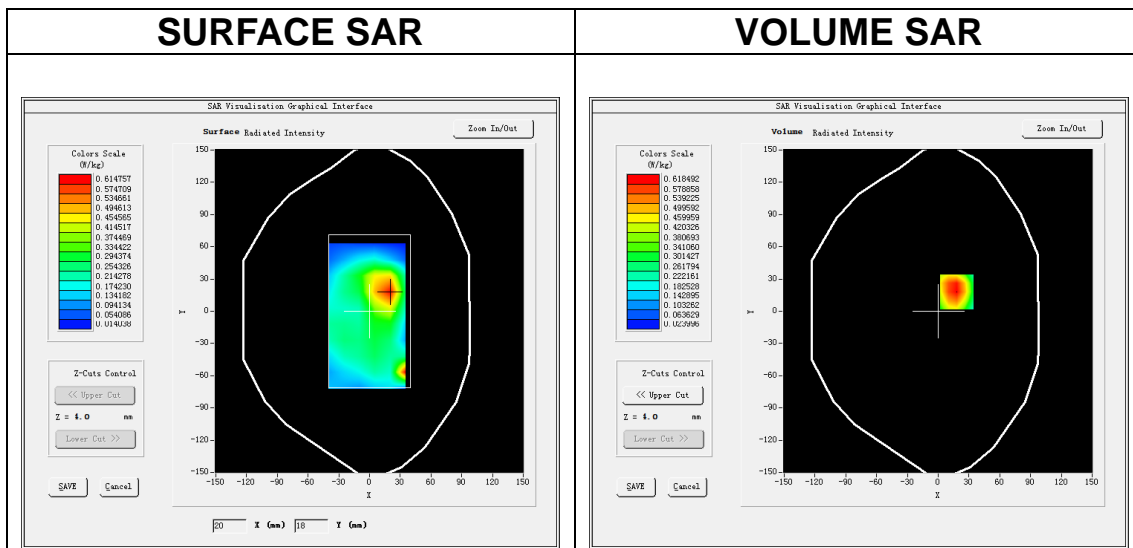 SURFACE SAR
VOLUME SAR
SAR Visualisation Graphical Interface
Surface Radiated Intensity
Zoom In/Out
Colors Scale
(W/kg)
0.614757
0.574709
0.534661
0.494613
0.454565
0.414517
0.374469
0.334422
0.294374
0.254326
0.214278
0.174230
0.134182
0.094134
0.054086
0.014038
Z-Cuts Control
<< Upper Cut
Z = 4.0 mm
Lower Cut >>
SAVE
Cancel
150
120
90
60
30
0
-30
-60
-90
-120
-150
Y
-150 -120 -90 -60 -30 0 30 60 90 120 150
X
20 X (mm) 18 Y (mm)
SAR Visualisation Graphical Interface
Volume Radiated Intensity
Zoom In/Out
Colors Scale
(W/kg)
0.618492
0.578858
0.539225
0.499592
0.459959
0.420326
0.380693
0.341060
0.301427
0.261794
0.222161
0.182528
0.142895
0.103262
0.063629
0.023996
Z-Cuts Control
<< Upper Cut
Z = 4.0 mm
Lower Cut >>
SAVE
Cancel
150
120
90
60
30
0
-30
-60
-90
-120
-150
Y
-150 -120 -90 -60 -30 0 30 60 90 120 150
X